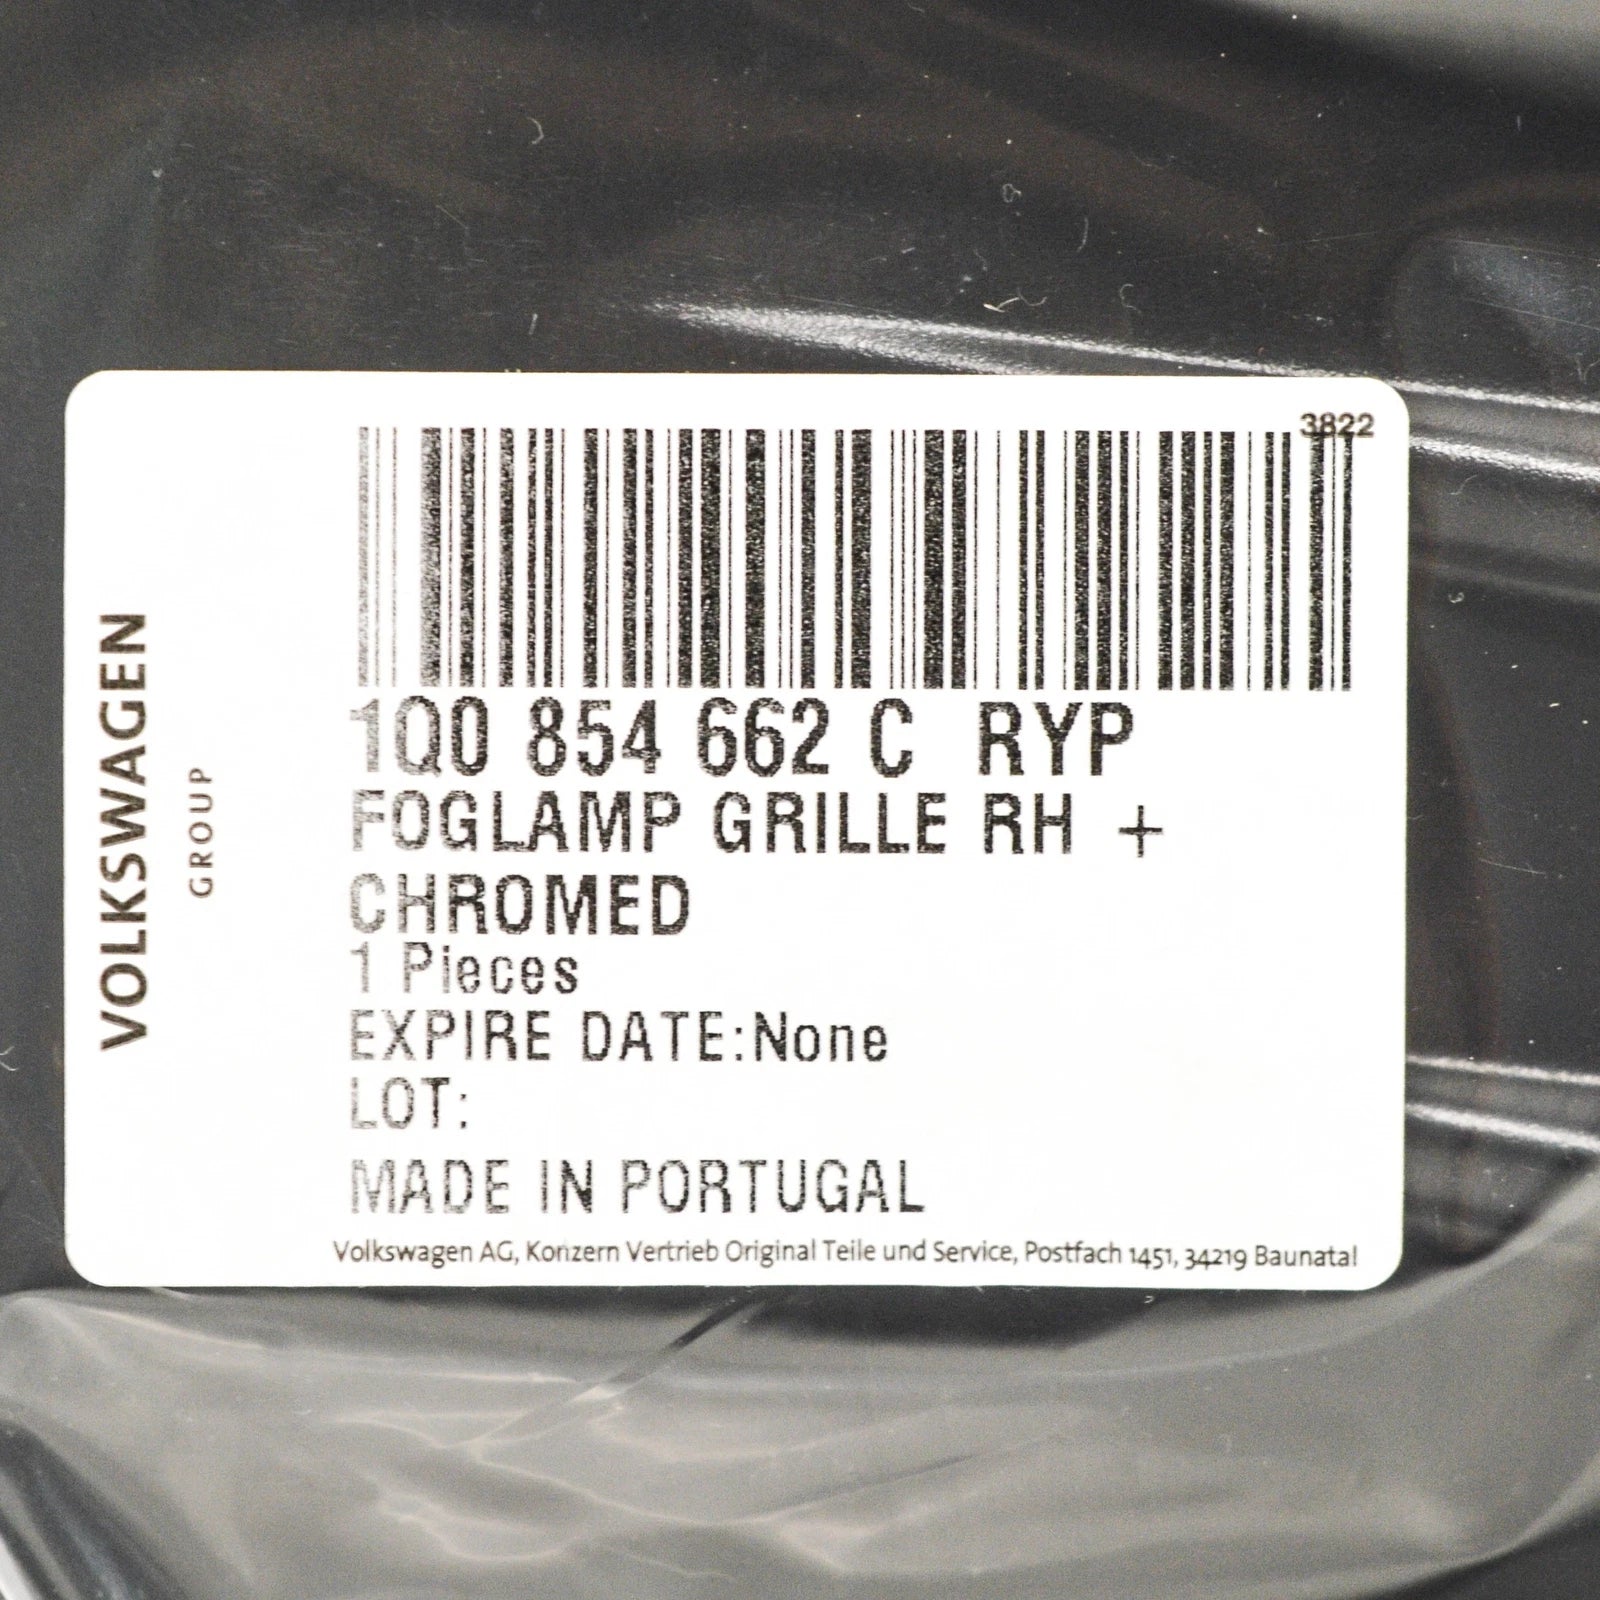 3822
VOLKSWAGEN
GROUP
1Q0 854 662 C RYP
FOGLAMP GRILLE RH +
CHROMED
1 Pieces
EXPIRE DATE:None
LOT:
MADE IN PORTUGAL
Volkswagen AG, Konzern Vertrieb Original Teile und Service, Postfach 1451, 34219 Baunatal